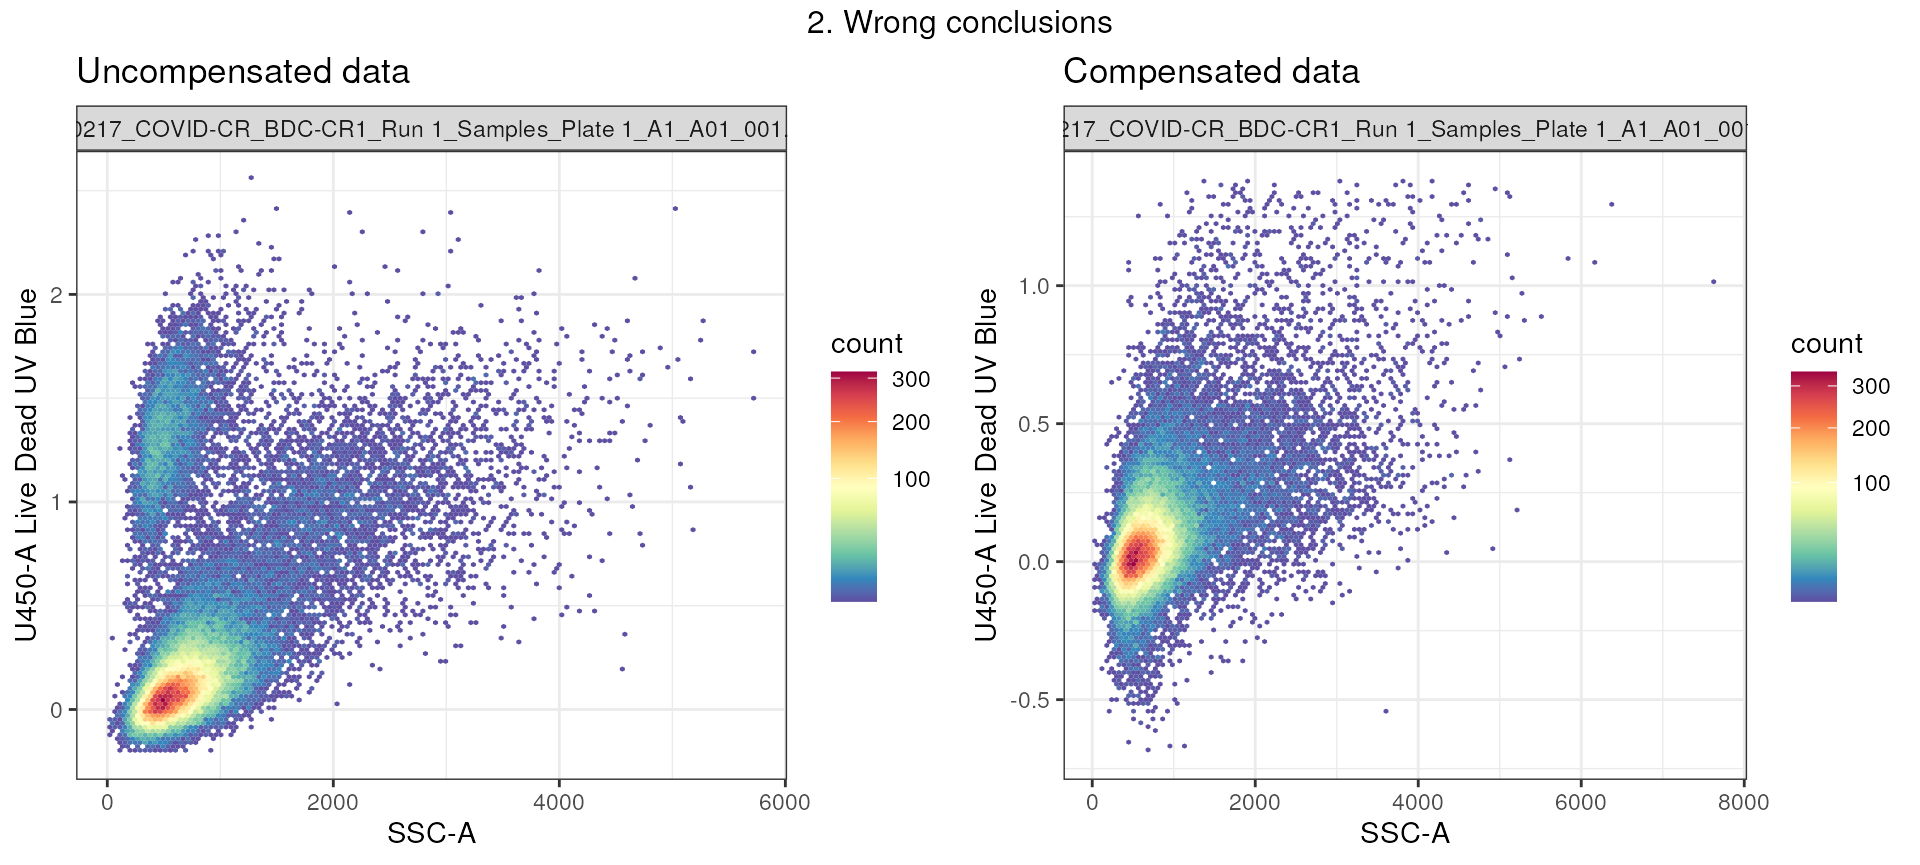 2. Wrong conclusions
Uncompensated data
0217_COVID-CR_BDC-CR1_Run 1_Samples_Plate 1_A1_A01_001.
U450-A Live Dead UV Blue
2
1
0
0
2000
4000
6000
SSC-A
count
300
200
100
Compensated data
217_COVID-CR_BDC-CR1_Run 1_Samples_Plate 1_A1_A01_00
U450-A Live Dead UV Blue
1.0
0.5
0.0
-0.5
0
2000
4000
6000
8000
SSC-A
count
300
200
100